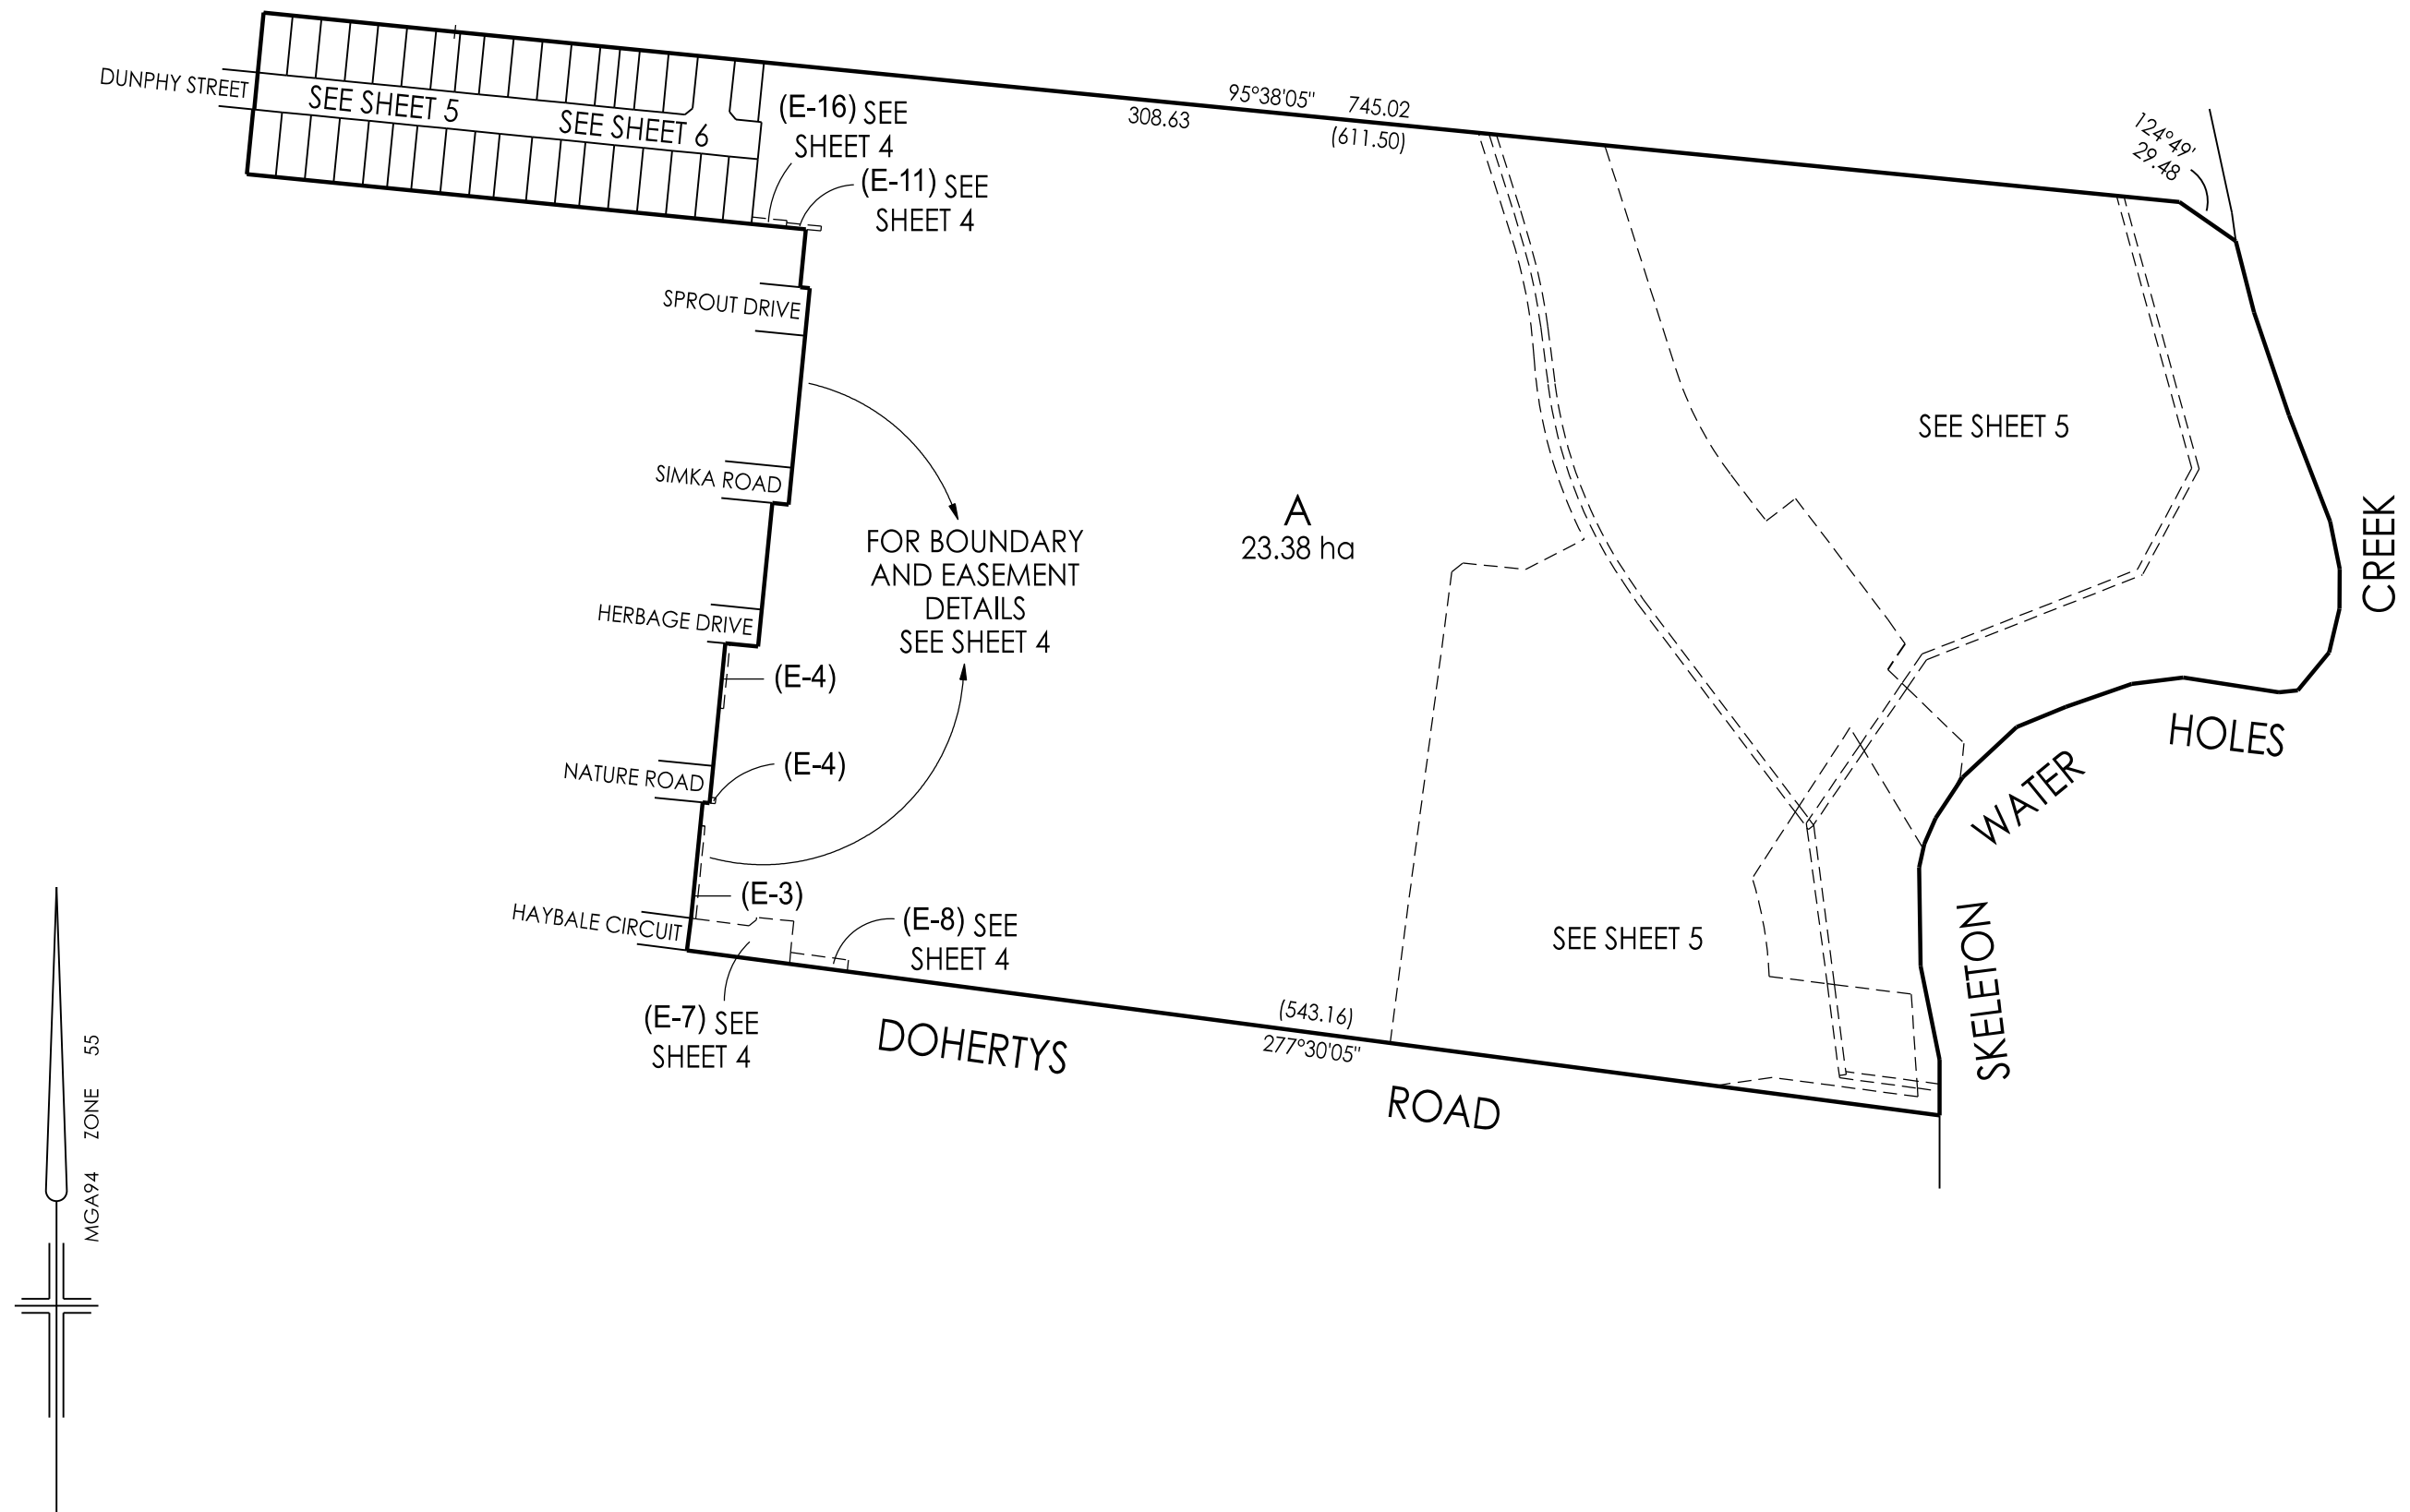 DUNPHY STREET
SEE SHEET 5
SEE SHEET 6
(E-16) SEE
SHEET 4
(E-11) SEE
SHEET 4
95°38'05" 745.02
308.63
(611.50)
124°49'
29.48
SPROUT DRIVE
SIMKA ROAD
HERBAGE DRIVE
NATURE ROAD
HAYBALE CIRCUIT
FOR BOUNDARY
AND EASEMENT
DETAILS
SEE SHEET 4
(E-4)
(E-4)
(E-3)
(E-8) SEE
SHEET 4
(E-7) SEE
SHEET 4
A
23.38 ha
SEE SHEET 5
SEE SHEET 5
(543.16)
277°30'05"
DOHERTYS
ROAD
SKELETON
WATER
HOLES
CREEK
MGA94 ZONE 55